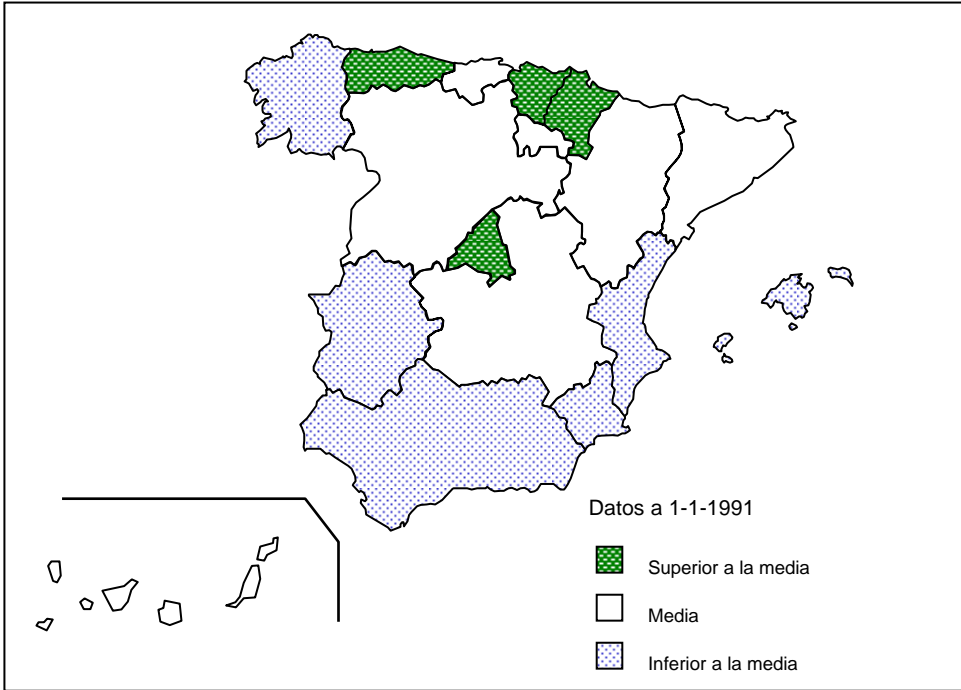 Datos a 1-1-1991
Superior a la media
Media
Inferior a la media